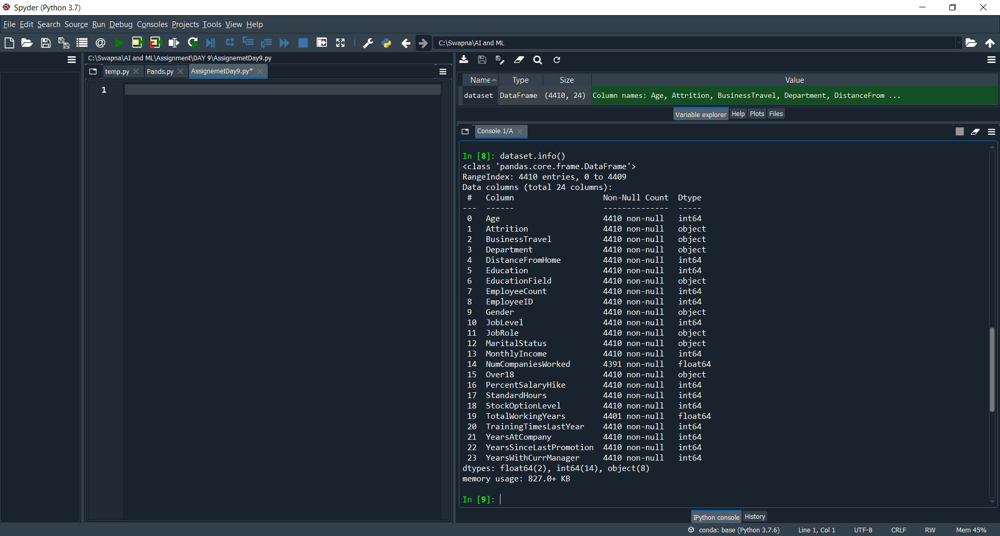 Spyder (Python 3.7)
File Edit Search Source Run Debug Consoles Projects Tools View Help
C:\Swapna\AI and ML
C:\Swapna\AI and ML\Assignment\DAY 9\AssignemetDay9.py
temp.py Pands.py AssignemetDay9.py*
1
Name Type Size Value
dataset DataFrame (4410, 24) Column names: Age, Attrition, BusinessTravel, Department, DistanceFrom ...
Variable explorer Help Plots Files
Console 1/A
In [8]: dataset.info()
<class 'pandas.core.frame.DataFrame'>
RangeIndex: 4410 entries, 0 to 4409
Data columns (total 24 columns):
# Column Non-Null Count Dtype
--- ------ -------------- -----
0 Age 4410 non-null int64
1 Attrition 4410 non-null object
2 BusinessTravel 4410 non-null object
3 Department 4410 non-null object
4 DistanceFromHome 4410 non-null int64
5 Education 4410 non-null int64
6 EducationField 4410 non-null object
7 EmployeeCount 4410 non-null int64
8 EmployeeID 4410 non-null int64
9 Gender 4410 non-null object
10 JobLevel 4410 non-null int64
11 JobRole 4410 non-null object
12 MaritalStatus 4410 non-null object
13 MonthlyIncome 4410 non-null int64
14 NumCompaniesWorked 4391 non-null float64
15 Over18 4410 non-null object
16 PercentSalaryHike 4410 non-null int64
17 StandardHours 4410 non-null int64
18 StockOptionLevel 4410 non-null int64
19 TotalWorkingYears 4401 non-null float64
20 TrainingTimesLastYear 4410 non-null int64
21 YearsAtCompany 4410 non-null int64
22 YearsSinceLastPromotion 4410 non-null int64
23 YearsWithCurrManager 4410 non-null int64
dtypes: float64(2), int64(14), object(8)
memory usage: 827.0+ KB
In [9]:
IPython console History
conda: base (Python 3.7.6) Line 1, Col 1 UTF-8 CRLF RW Mem 45%